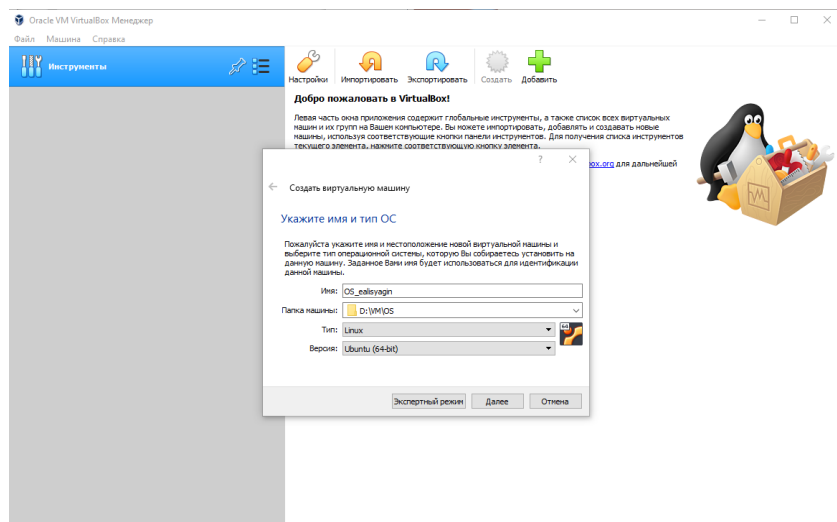 Oracle VM VirtualBox Менеджер
Файл Машина Справка
Инструменты
Настройки Импортировать Экспортировать Создать Добавить
Добро пожаловать в VirtualBox!
Левая часть окна приложения содержит глобальные инструменты, а также список всех виртуальных
машин и их групп на Вашем компьютере. Вы можете импортировать, добавлять и создавать новые
машины, используя соответствующие кнопки панели инструментов. Для получения списка инструментов
текущего элемента, нажмите соответствующую кнопку элемента.
box.org для дальнейшей
?
Создать виртуальную машину
Укажите имя и тип ОС
Пожалуйста укажите имя и местоположение новой виртуальной машины и
выберите тип операционной системы, которую Вы собираетесь установить на
данную машину. Заданное Вами имя будет использоваться для идентификации
данной машины.
Имя: OS_ealisyagin
Папка машины: D:\VM\OS
Тип: Linux
64
Версия: Ubuntu (64-bit)
Экспертный режим Далее Отмена